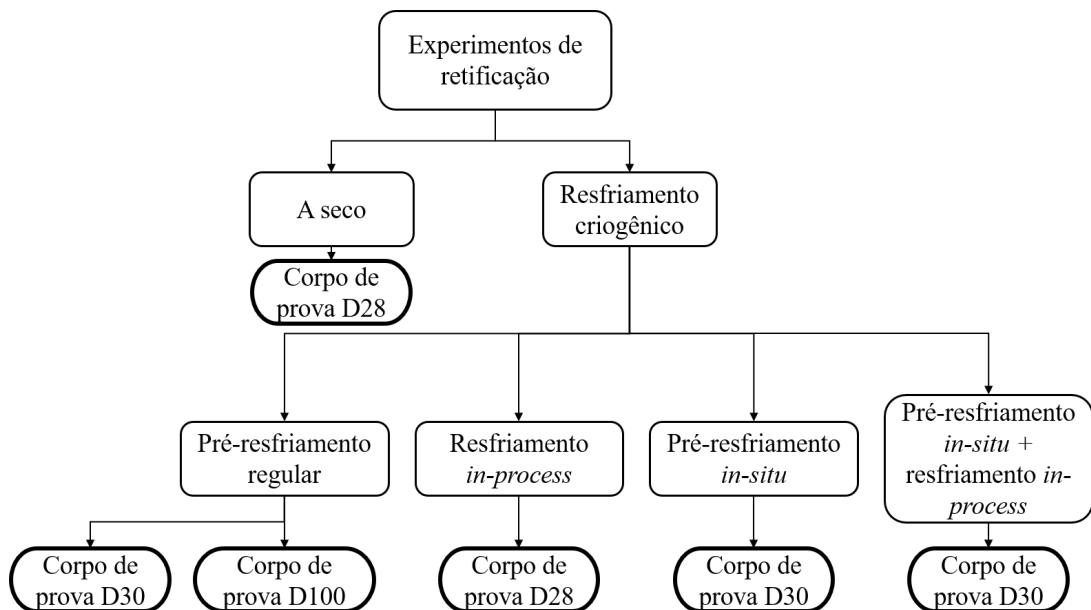 Experimentos de
retificação
A seco
Resfriamento
criogênico
Corpo de
prova D28
Pré-resfriamento
regular
Resfriamento
in-process
Pré-resfriamento
in-situ
Pré-resfriamento
in-situ +
resfriamento in-
process
Corpo de
prova D30
Corpo de
prova D100
Corpo de
prova D28
Corpo de
prova D30
Corpo de
prova D30